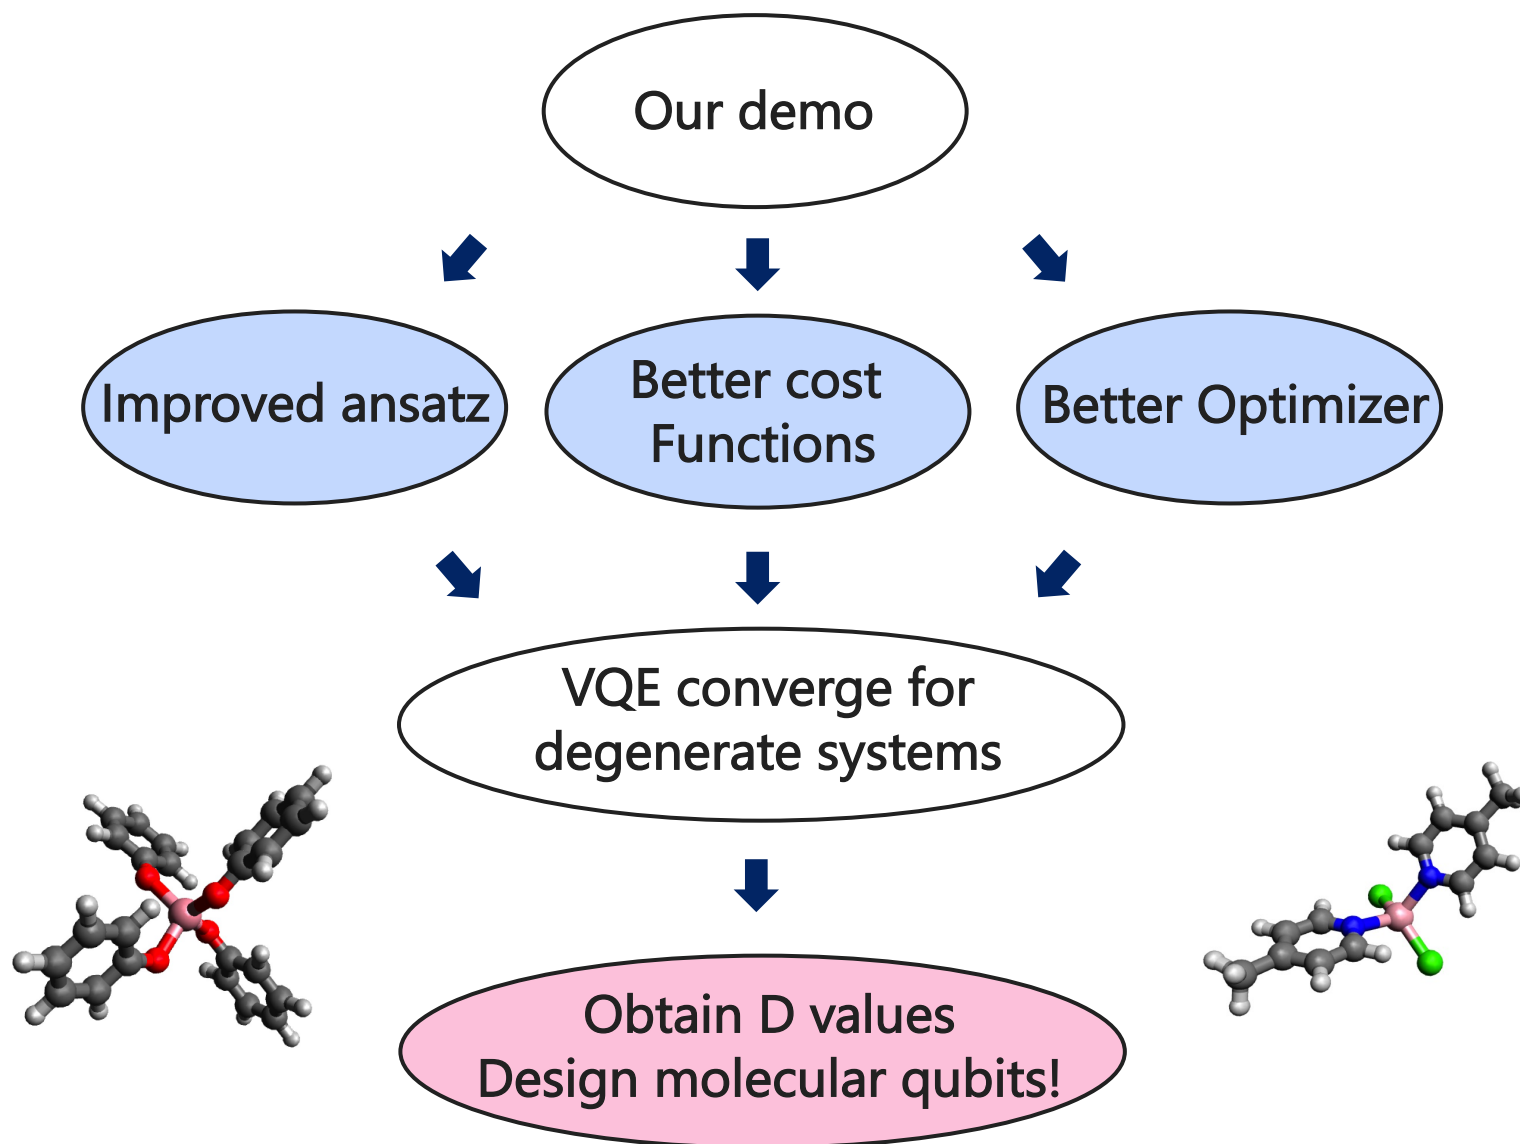 Our demo
Improved ansatz
Better cost
Functions
Better Optimizer
VQE converge for
degenerate systems
Obtain D values
Design molecular qubits!